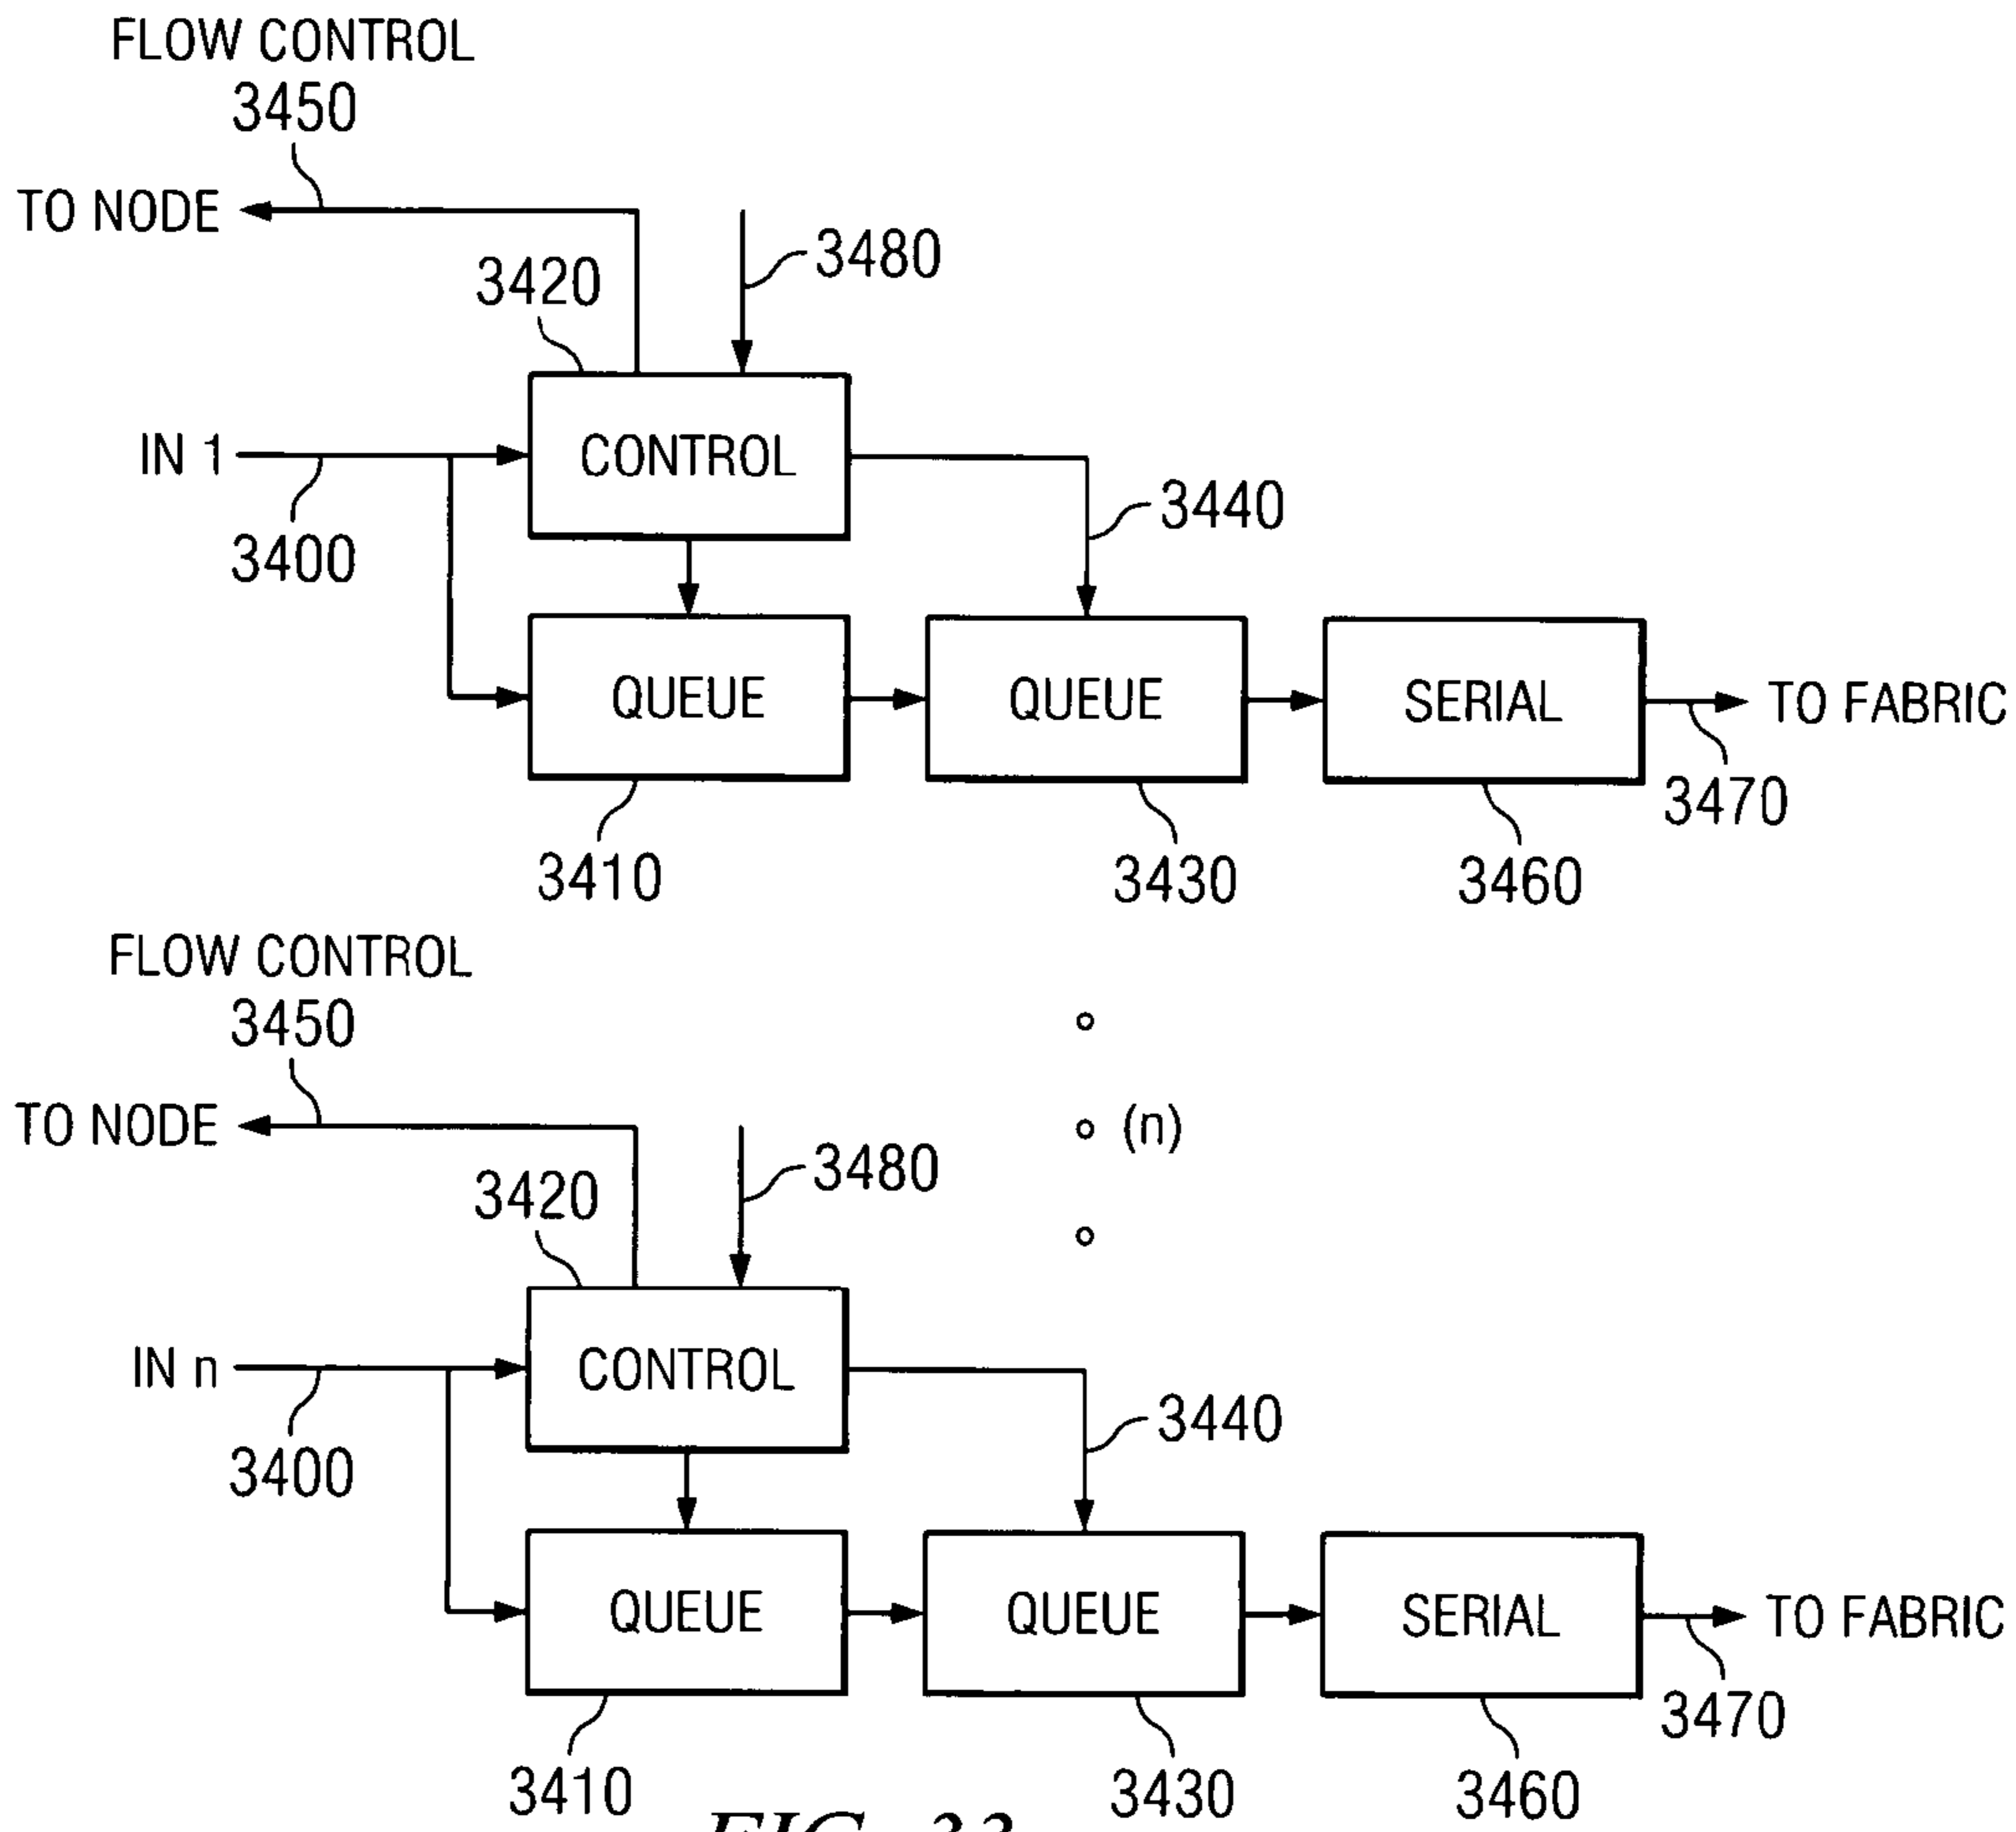 FLOW CONTROL
3450
TO NODE
3480
3420
IN 1
CONTROL
3440
3400
QUEUE
QUEUE
SERIAL
TO FABRIC
3470
3410
3430
3460
FLOW CONTROL
3450
TO NODE
(n)
3480
3420
IN n
CONTROL
3440
3400
QUEUE
QUEUE
SERIAL
TO FABRIC
3470
3410
3430
3460
FIG. 33